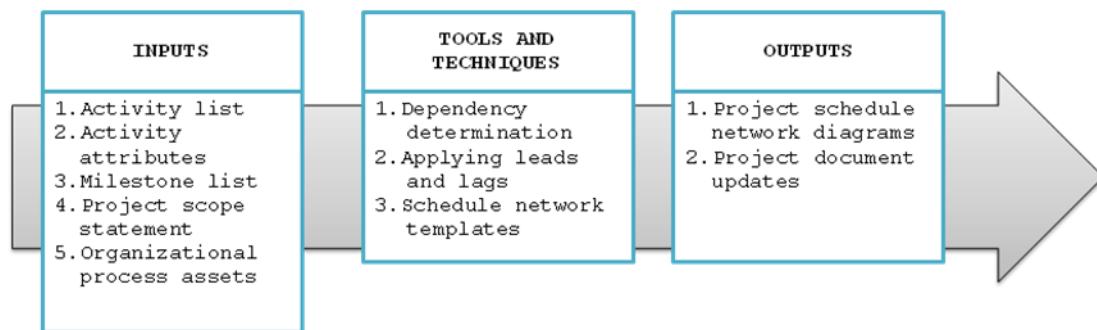 INPUTS
1.Activity list
2.Activity
attributes
3.Milestone list
4.Project scope
statement
5.Organizational
process assets
TOOLS AND
TECHNIQUES
1.Dependency
determination
2.Applying leads
and lags
3.Schedule network
templates
OUTPUTS
1.Project schedule
network diagrams
2.Project document
updates